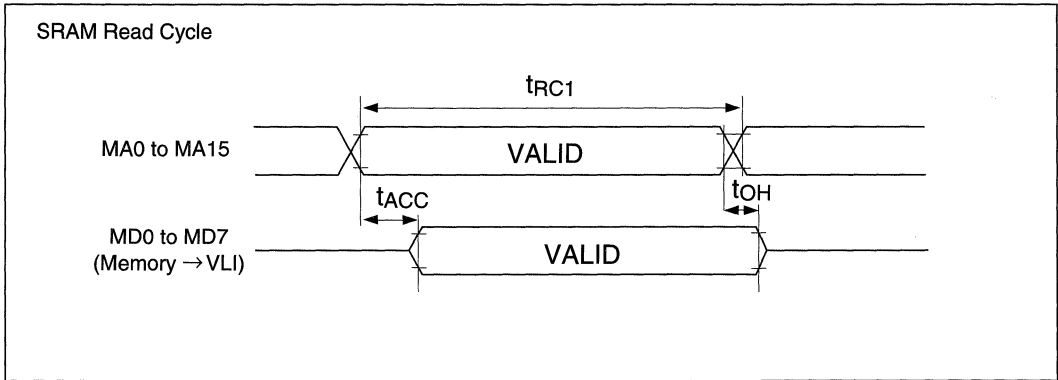 SRAM Read Cycle
tRC1
MA0 to MA15
VALID
tACC
tOH
MD0 to MD7
(Memory → VLI)
VALID